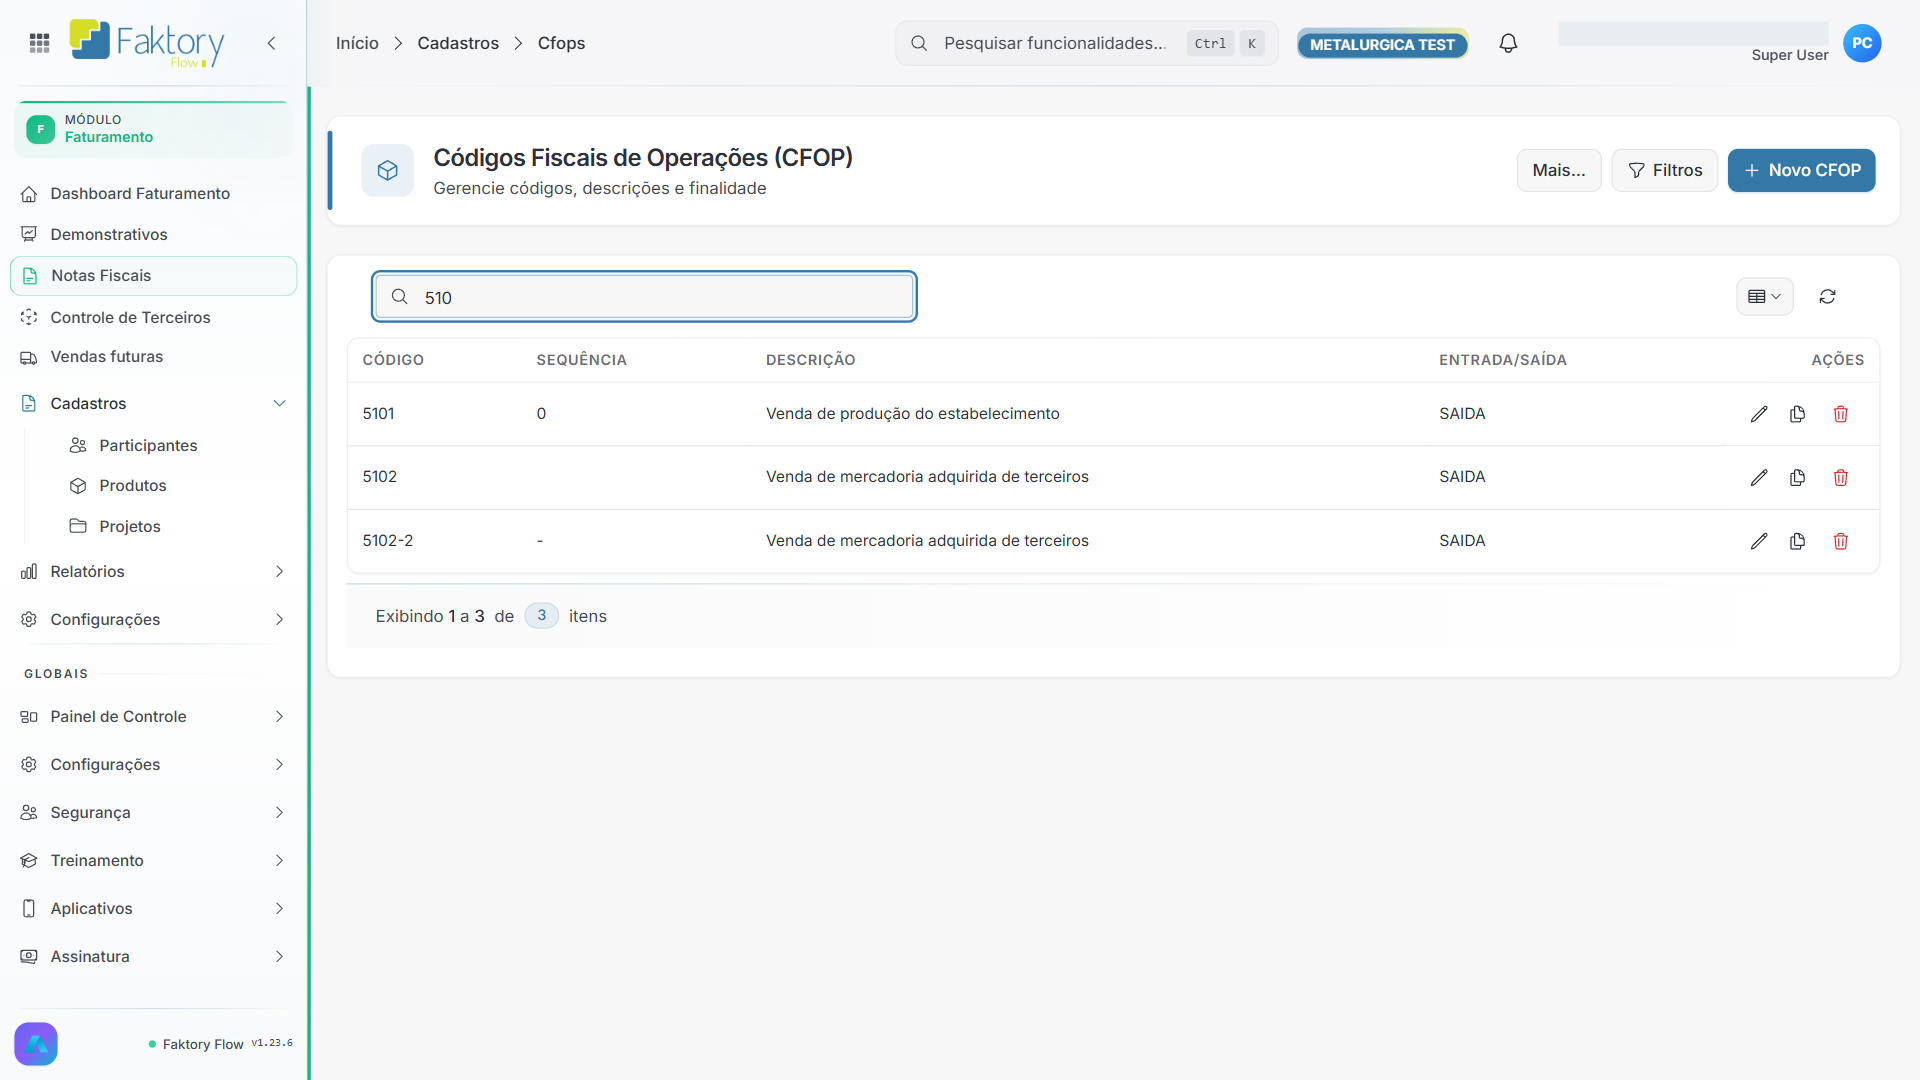 Faktory
Flow
Início > Cadastros > Cfops
Pesquisar funcionalidades... Ctrl K
METALURGICA TEST
Super User
PC
F
MÓDULO
Faturamento
Dashboard Faturamento
Demonstrativos
Notas Fiscais
Controle de Terceiros
Vendas futuras
Cadastros
Participantes
Produtos
Projetos
Relatórios
Configurações
GLOBAIS
Painel de Controle
Configurações
Segurança
Treinamento
Aplicativos
Assinatura
Faktory Flow v1.23.6
Códigos Fiscais de Operações (CFOP)
Gerencie códigos, descrições e finalidade
Mais...
Filtros
+ Novo CFOP
510
CÓDIGO SEQUÊNCIA DESCRIÇÃO ENTRADA/SAÍDA AÇÕES
5101 0 Venda de produção do estabelecimento SAIDA
5102 Venda de mercadoria adquirida de terceiros SAIDA
5102-2 - Venda de mercadoria adquirida de terceiros SAIDA
Exibindo 1 a 3 de 3 itens